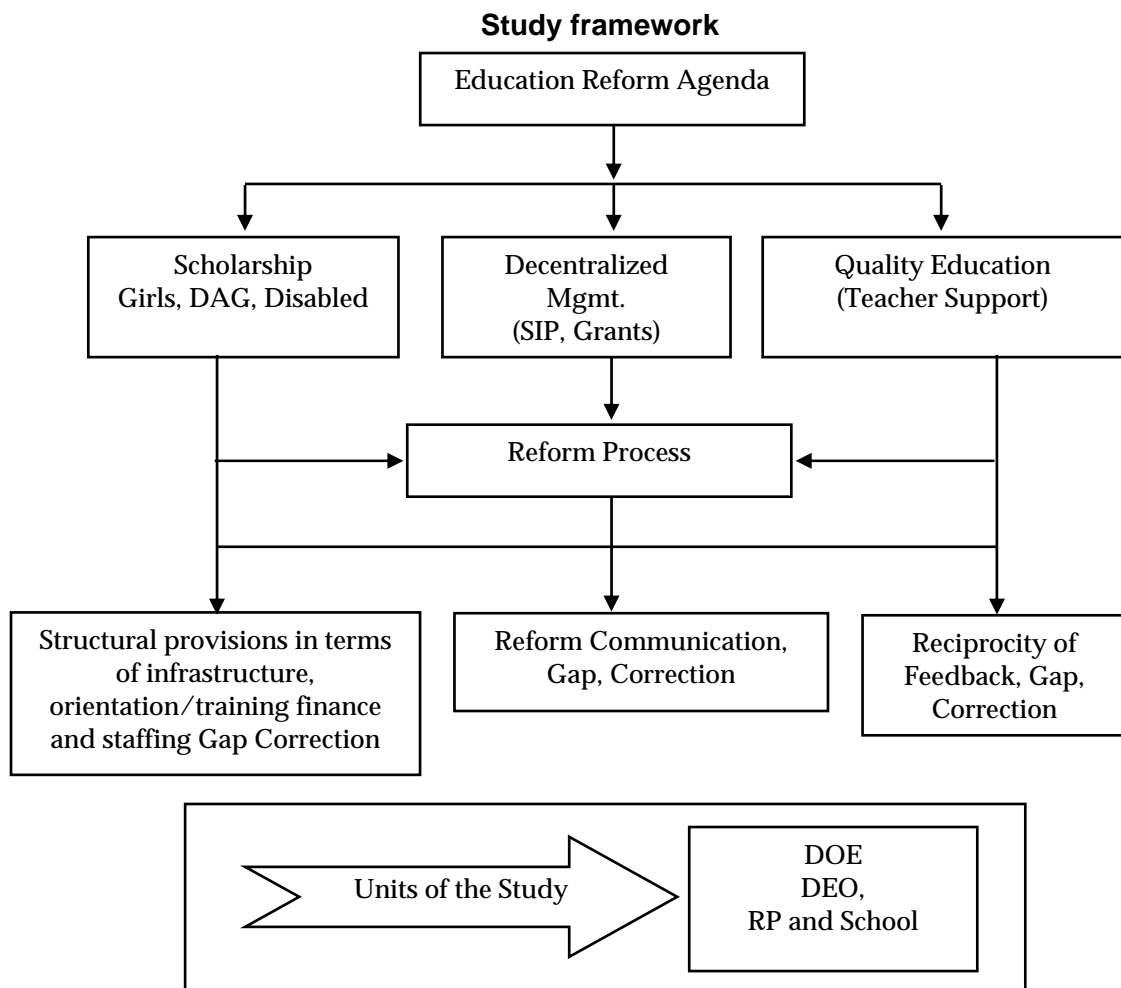 Study framework
Education Reform Agenda
Scholarship
Girls, DAG, Disabled
Decentralized
Mgmt.
(SIP, Grants)
Quality Education
(Teacher Support)
Reform Process
Structural provisions in terms
of infrastructure,
orientation/training finance
and staffing Gap Correction
Reform Communication,
Gap, Correction
Reciprocity of
Feedback, Gap,
Correction
Units of the Study
DOE
DEO,
RP and School